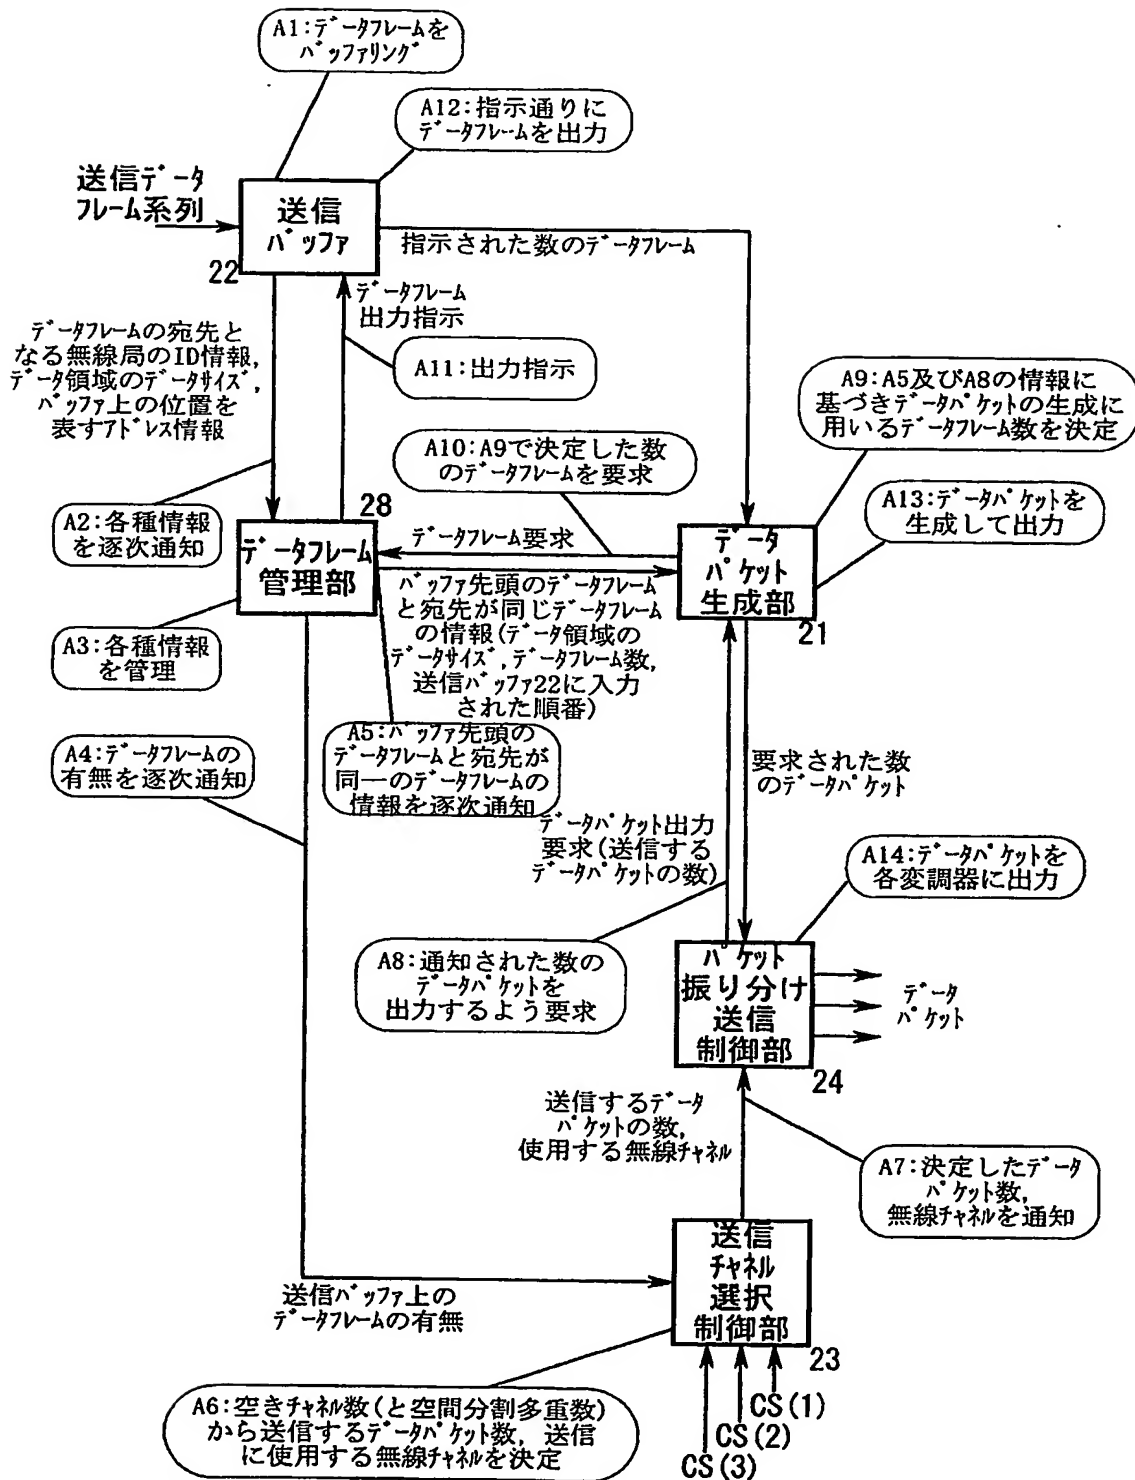 A1:データフレームを
バッファリング
A12:指示通りに
データフレームを出力
送信データ
フレーム系列
送信
バッファ
22
指示された数のデータフレーム
データフレーム
出力指示
データフレームの宛先と
なる無線局のID情報,
データ領域のデータサイズ,
バッファ上の位置を
表すアドレス情報
A11:出力指示
A9:A5及びA8の情報に
基づきデータパケットの生成に
用いるデータフレーム数を決定
A10:A9で決定した数
のデータフレームを要求
A2:各種情報
を逐次通知
28
データフレーム
管理部
データフレーム要求
A13:データパケットを
生成して出力
データ
パケット
生成部
21
バッファ先頭のデータフレーム
と宛先が同じデータフレーム
の情報(データ領域の
データサイズ,データフレーム数,
送信バッファ22に入力
された順番)
A3:各種情報
を管理
A4:データフレームの
有無を逐次通知
A5:バッファ先頭の
データフレームと宛先が
同一のデータフレームの
情報を逐次通知
要求された数
のデータパケット
データパケット出力
要求(送信する
データパケットの数)
A14:データパケットを
各変調器に出力
A8:通知された数の
データパケットを
出力するよう要求
パケット
振り分け
送信
制御部
24
データ
パケット
送信するデータ
パケットの数,
使用する無線チャネル
A7:決定したデータ
パケット数,
無線チャネルを通知
送信
チャネル
選択
制御部
23
送信バッファ上の
データフレームの有無
A6:空きチャネル数(と空間分割多重数)
から送信するデータパケット数, 送信
に使用する無線チャネルを決定
CS(1)
CS(2)
CS(3)